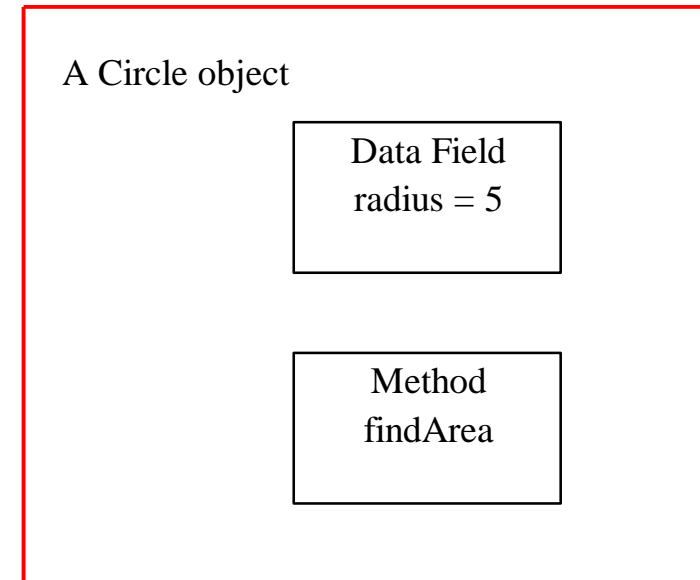 A Circle object
Data Field
radius = 5
Method
findArea